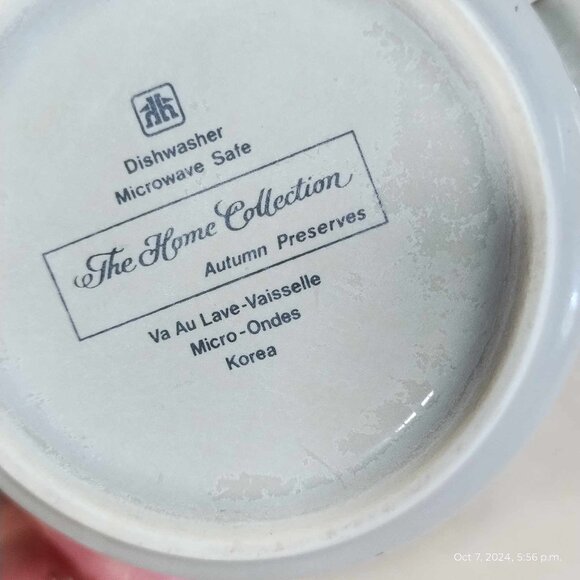 Dishwasher
Microwave Safe
The Home Collection
Autumn Preserves
Va Au Lave-Vaisselle
Micro-Ondes
Korea
Oct 7, 2024, 5:56 p.m.